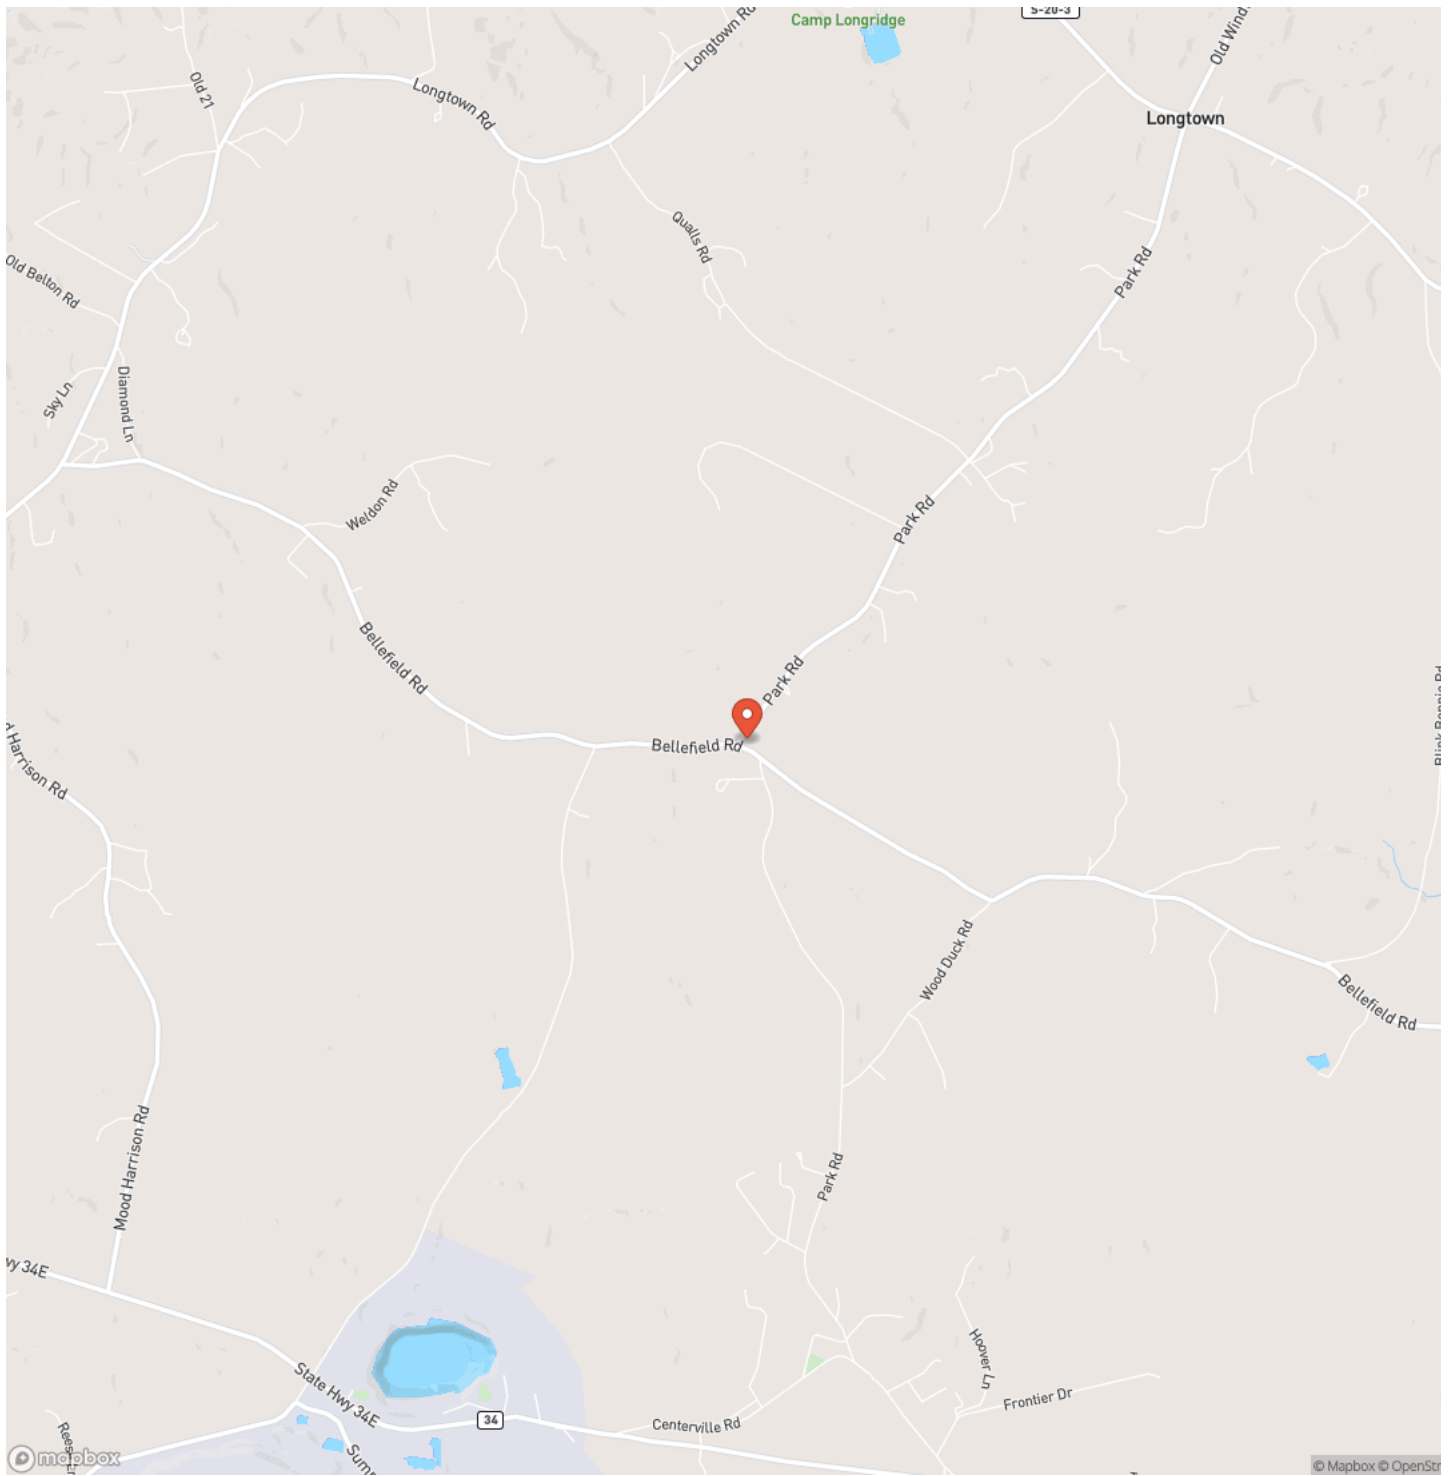 S-20-3
Camp Longridge
Longtown Rd
Old Wind
Old 21
Longtown Rd
Longtown
Qualls Rd
Park Rd
Old Belton Rd
Diamond Ln
Sky Ln
Weldon Rd
Park Rd
Bellefield Rd
Park Rd
Bellefield Rd
d Harrison Rd
Wood Duck Rd
Bellefield Rd
Mood Harrison Rd
Park Rd
wy 34E
State Hwy 34E
Hoover Ln
Frontier Dr
34
Centerville Rd
Sum
mapbox
© Mapbox © OpenStr